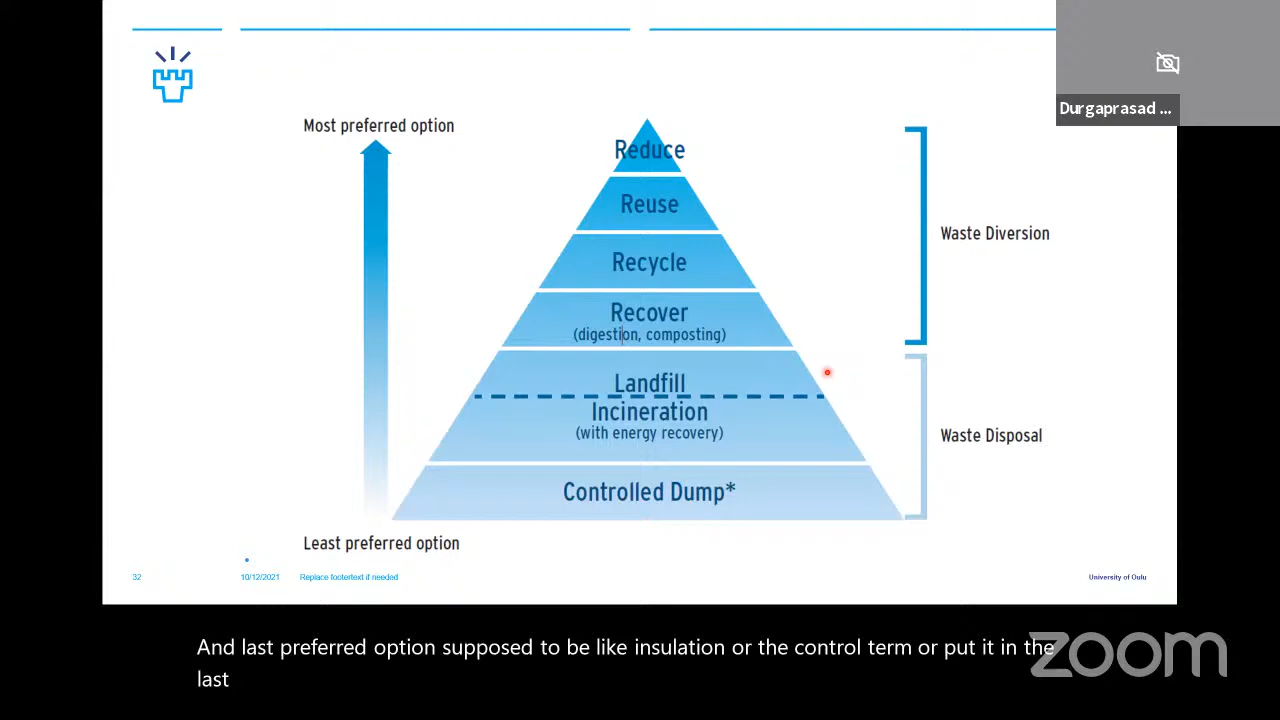 Durgaprasad ...
Most preferred option
Reduce
Reuse
Recycle
Recover
(digestion, composting)
Waste Diversion
Landfill
Incineration
(with energy recovery)
Waste Disposal
Controlled Dump*
Least preferred option
32
10/12/2021
Replace footertext if needed
University of Oulu
And last preferred option supposed to be like insulation or the control term or put it in the
last
zoom